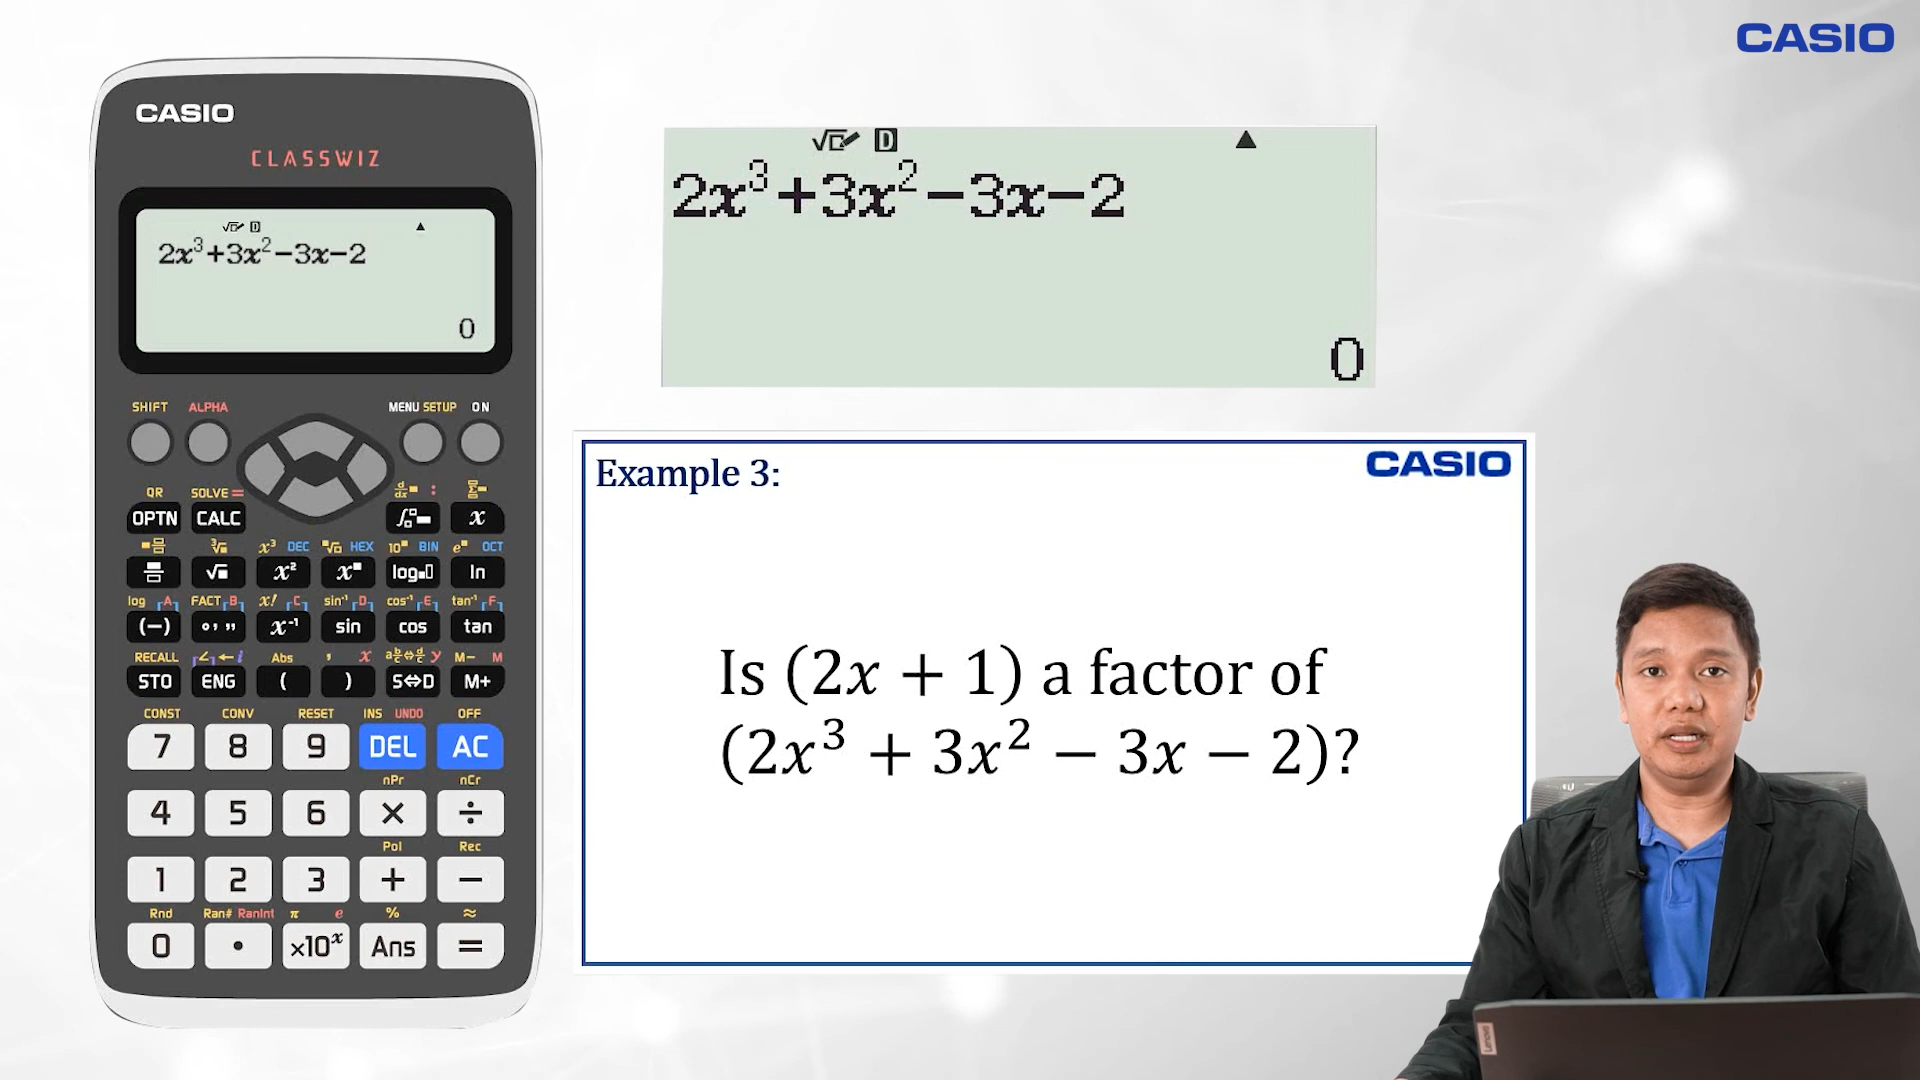 CASIO
CASIO
CLASSWIZ
2x³+3x²−3x−2
0
2x³+3x²−3x−2
0
SHIFT ALPHA MENU SETUP ON
QR SOLVE = d/dx■ : Σ■
OPTN CALC ∫■ x
■■/■ ³√■ x³ DEC ■√□ HEX 10■ BIN e■ OCT
■/■ √■ x² x■ log■□ ln
log A FACT B x! C sin⁻¹ D cos⁻¹ E tan⁻¹ F
(−) °,,, x⁻¹ sin cos tan
RECALL ∠ ← i Abs , x a b/c⇔d/c y M− M
STO ENG ( ) S⇔D M+
CONST CONV RESET INS UNDO OFF
7 8 9 DEL AC
nPr nCr
4 5 6 × ÷
Pol Rec
1 2 3 + −
Rnd Ran# RanInt π e % ≈
0 • ×10ˣ Ans =
Example 3:
CASIO
Is (2x + 1) a factor of
(2x³ + 3x² − 3x − 2)?
Lenovo